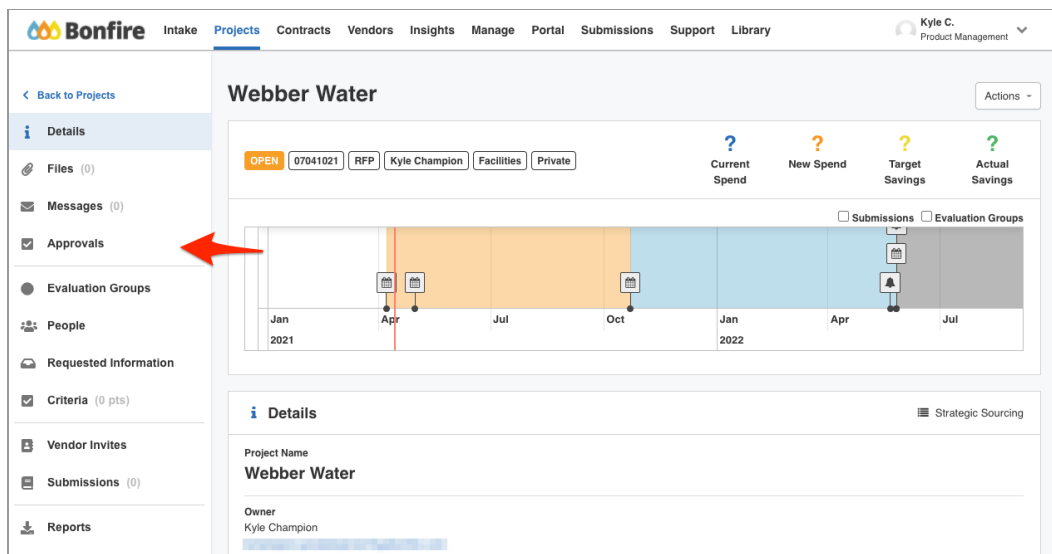 Bonfire Intake Projects Contracts Vendors Insights Manage Portal Submissions Support Library
Kyle C.
Product Management
Back to Projects
Details
Files (0)
Messages (0)
Approvals
Evaluation Groups
People
Requested Information
Criteria (0 pts)
Vendor Invites
Submissions (0)
Reports
Webber Water
Actions
OPEN 07041021 RFP Kyle Champion Facilities Private
? Current Spend
? New Spend
? Target Savings
? Actual Savings
Submissions Evaluation Groups
Jan Apr Jul Oct Jan Apr Jul
2021 2022
i Details
Strategic Sourcing
Project Name
Webber Water
Owner
Kyle Champion